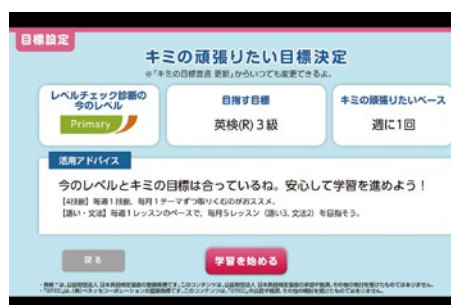 目標設定
キミの頑張りたい目標決定
※「キミの目標宣言 更新」からいつでも変更できるよ。
レベルチェック診断の
今のレベル
Primary
目指す目標
英検(R)3級
キミの頑張りたいペース
週に1回
活用アドバイス
今のレベルとキミの目標は合っているね。安心して学習を進めよう！
【4技能】毎週1技能、毎月1テーマずつ取りくむのがおススメ。
【語い・文法】毎週1レッスンのペースで、毎月5レッスン（語い3, 文法2）を目指そう。
戻る
学習を始める